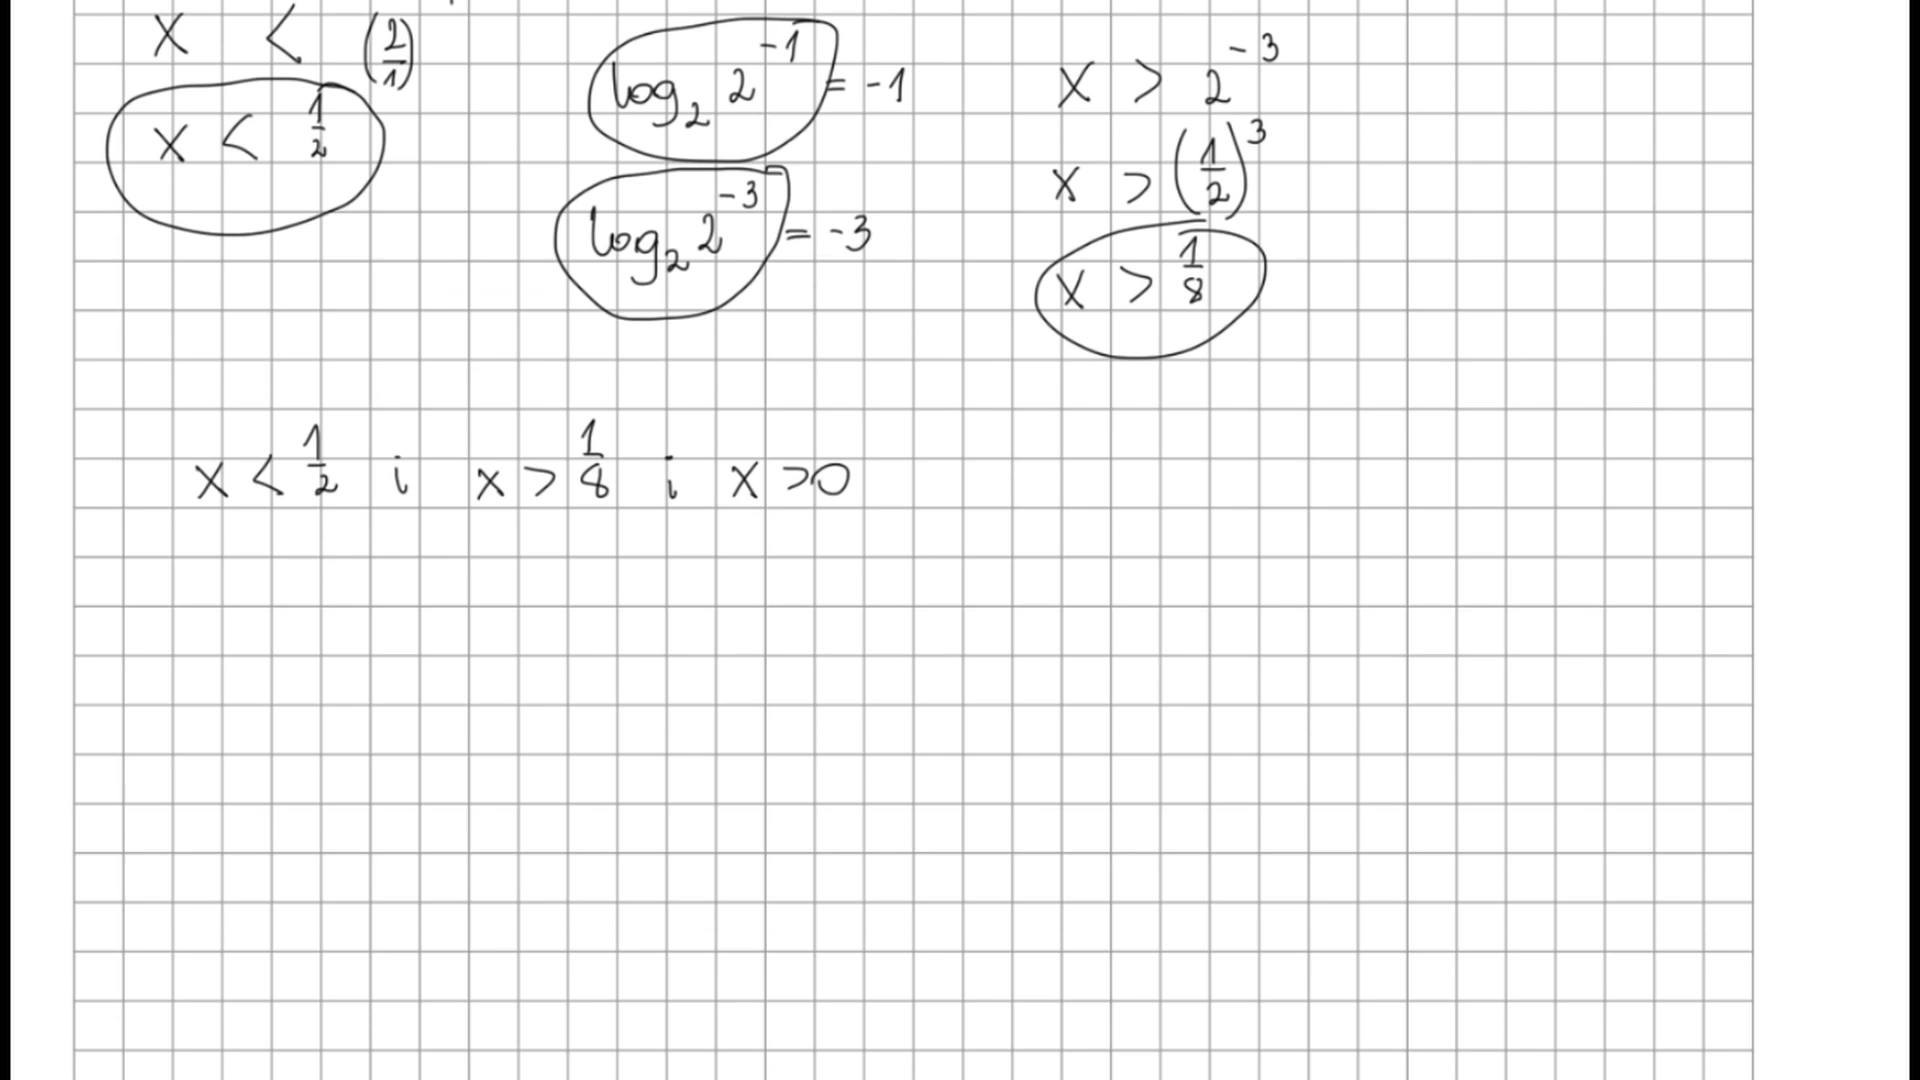 x < (2/1)
x < 1/2
log₂ 2⁻¹ = -1
log₂ 2⁻³ = -3
x > 2⁻³
x > (1/2)³
x > 1/8
x < 1/2 i x > 1/8 i x > 0